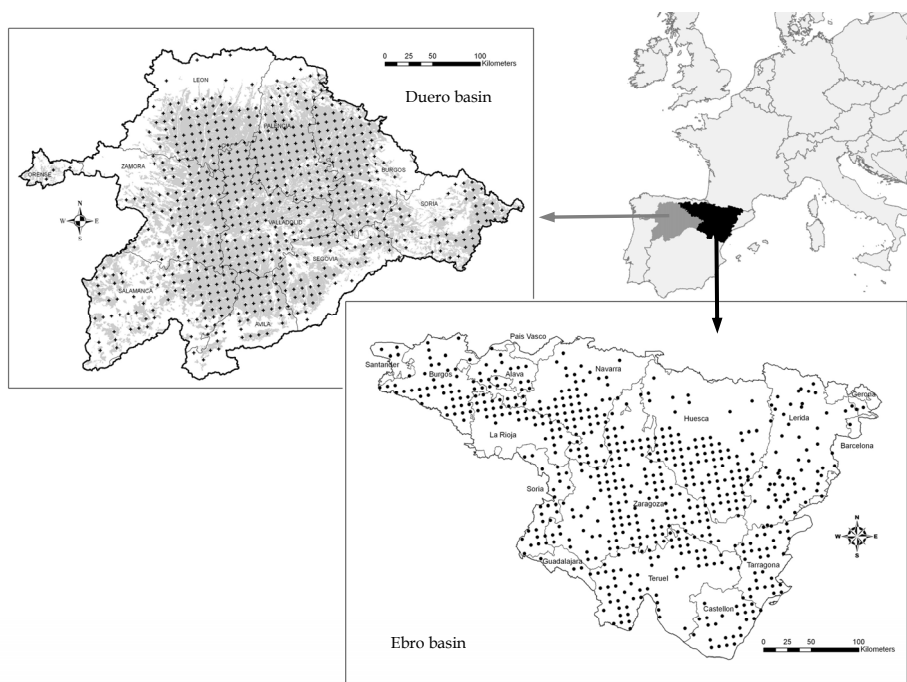 0 25 50 100
Kilometers
Duero basin
LEON
PALENCIA
ORENSE
ZAMORA
BURGOS
SORIA
VALLADOLID
SEGOVIA
SALAMANCA
AVILA
N
W E
S
Pais Vasco
Santander
Burgos
Alava
Navarra
Huesca
Lerida
Gerona
Barcelona
La Rioja
Soria
Zaragoza
Guadalajara
Teruel
Tarragona
Castellon
N
W E
S
0 25 50 100
Kilometers
Ebro basin